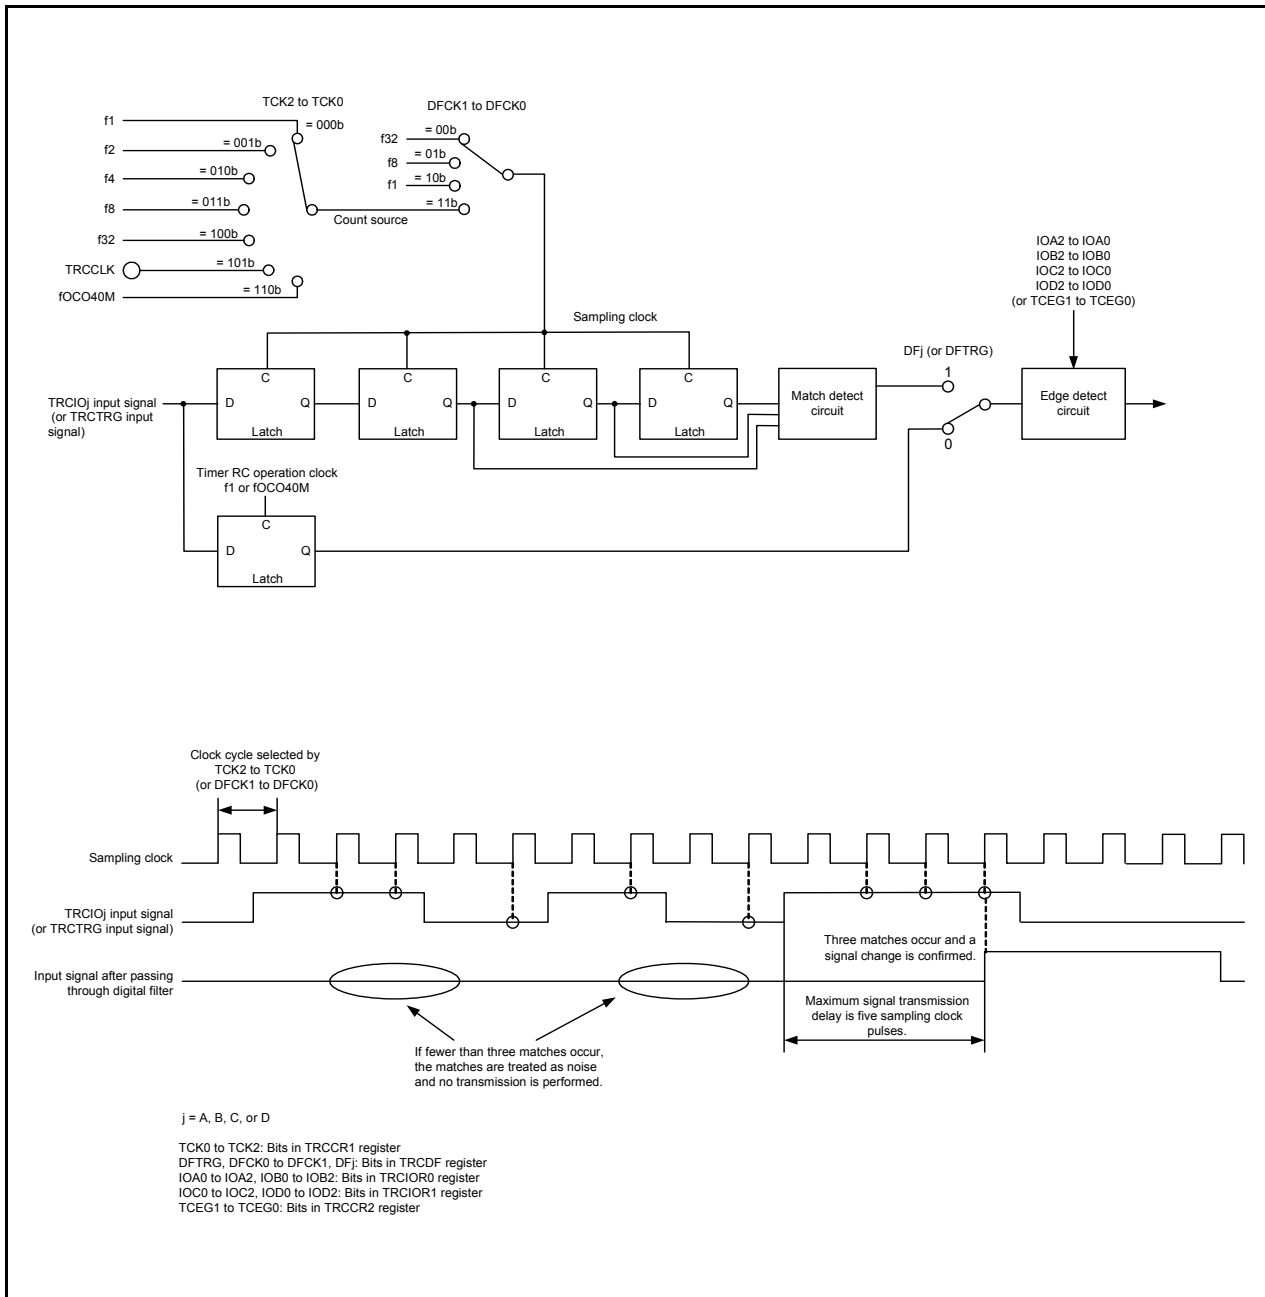 TCK2 to TCK0
DFCK1 to DFCK0
f1
= 000b
f2
= 001b
f4
= 010b
f8
= 011b
f32
= 100b
TRCCLK
= 101b
fOCO40M
= 110b
Count source
f32
= 00b
f8
= 01b
f1
= 10b
= 11b
IOA2 to IOA0
IOB2 to IOB0
IOC2 to IOC0
IOD2 to IOD0
(or TCEG1 to TCEG0)
Sampling clock
DFj (or DFTRG)
1
0
TRCIOj input signal
(or TRCTRG input
signal)
C
D
Q
Latch
C
D
Q
Latch
C
D
Q
Latch
C
D
Q
Latch
Match detect
circuit
Edge detect
circuit
Timer RC operation clock
f1 or fOCO40M
C
D
Q
Latch
Clock cycle selected by
TCK2 to TCK0
(or DFCK1 to DFCK0)
Sampling clock
TRCIOj input signal
(or TRCTRG input signal)
Three matches occur and a
signal change is confirmed.
Input signal after passing
through digital filter
Maximum signal transmission
delay is five sampling clock
pulses.
If fewer than three matches occur,
the matches are treated as noise
and no transmission is performed.
j = A, B, C, or D
TCK0 to TCK2: Bits in TRCCR1 register
DFTRG, DFCK0 to DFCK1, DFj: Bits in TRCDF register
IOA0 to IOA2, IOB0 to IOB2: Bits in TRCIOR0 register
IOC0 to IOC2, IOD0 to IOD2: Bits in TRCIOR1 register
TCEG1 to TCEG0: Bits in TRCCR2 register